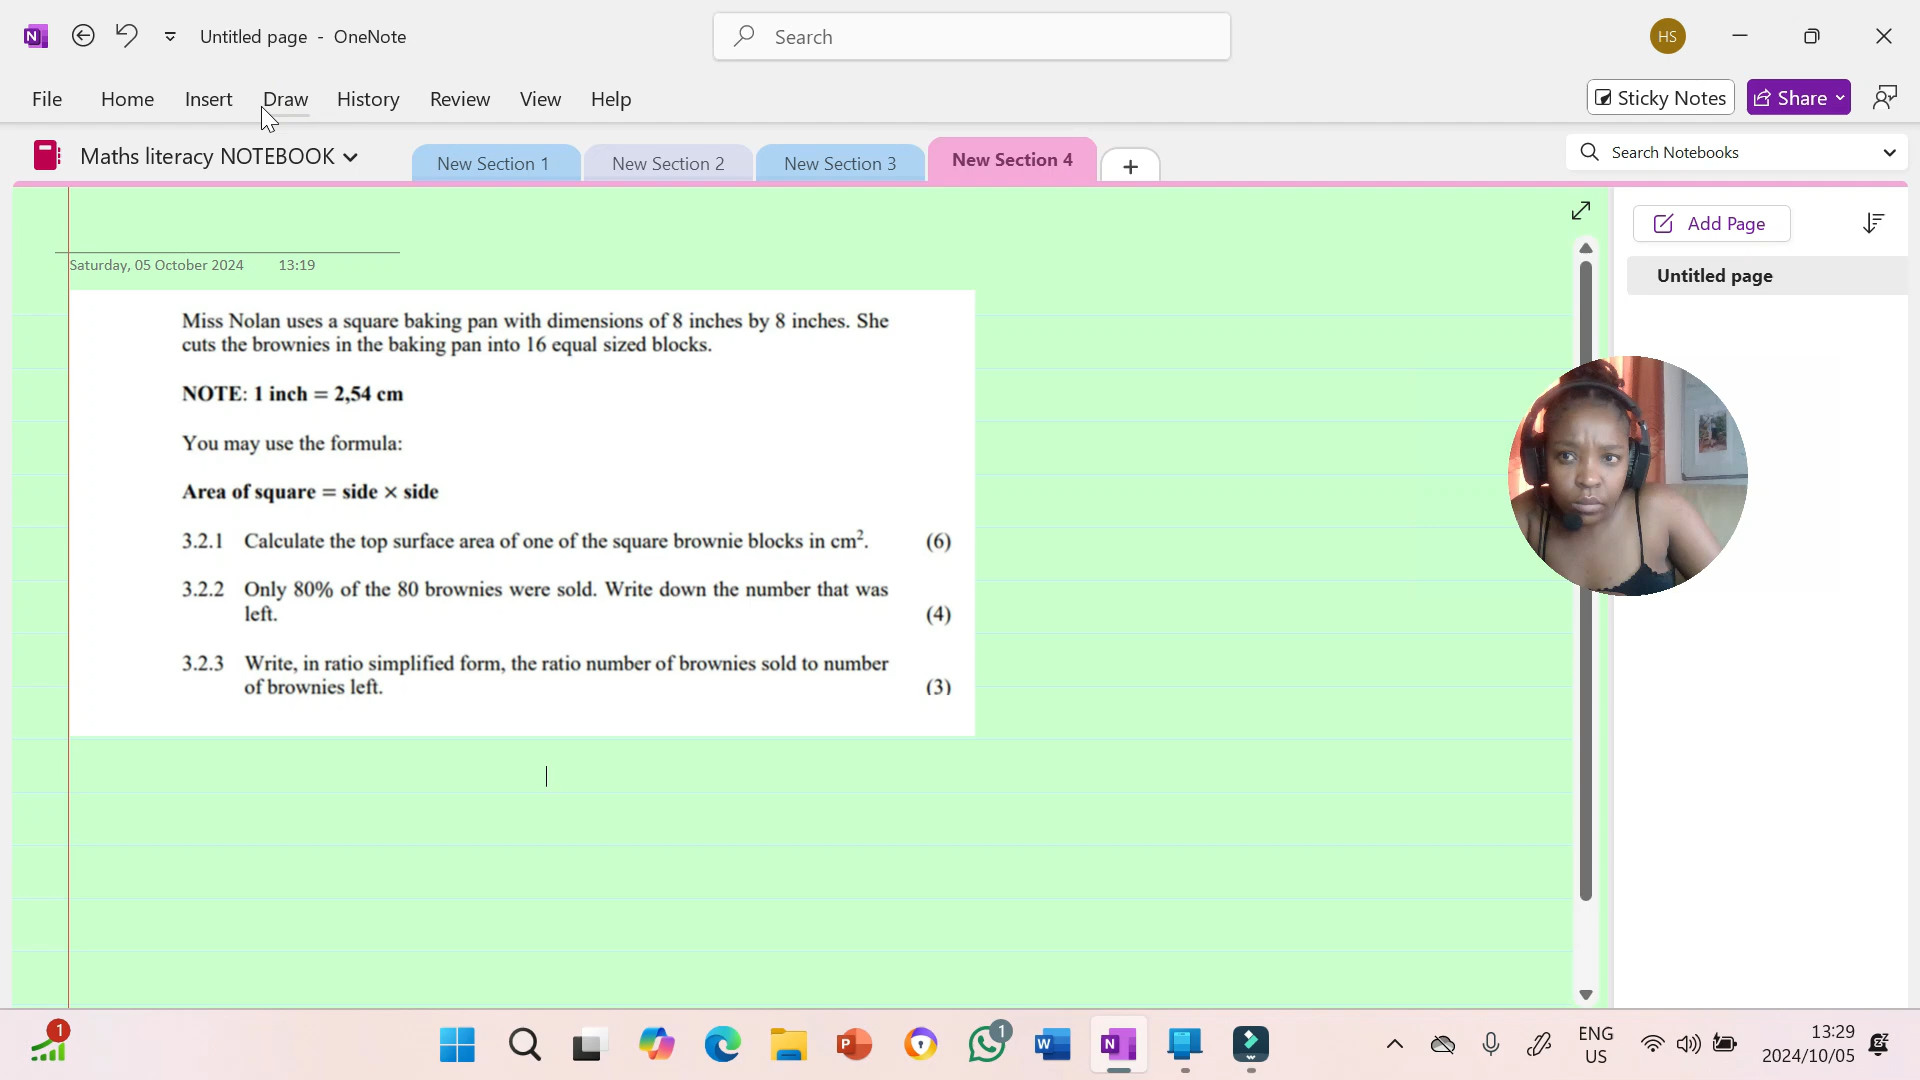 Untitled page - OneNote
Search
HS
File Home Insert Draw History Review View Help
Sticky Notes
Share
Maths literacy NOTEBOOK
New Section 1
New Section 2
New Section 3
New Section 4
+
Search Notebooks
Add Page
Untitled page
Saturday, 05 October 2024 13:19
Miss Nolan uses a square baking pan with dimensions of 8 inches by 8 inches. She
cuts the brownies in the baking pan into 16 equal sized blocks.
NOTE: 1 inch = 2,54 cm
You may use the formula:
Area of square = side × side
3.2.1 Calculate the top surface area of one of the square brownie blocks in cm². (6)
3.2.2 Only 80% of the 80 brownies were sold. Write down the number that was
left. (4)
3.2.3 Write, in ratio simplified form, the ratio number of brownies sold to number
of brownies left. (3)
1
P
1
W
N
ENG
US
13:29
2024/10/05